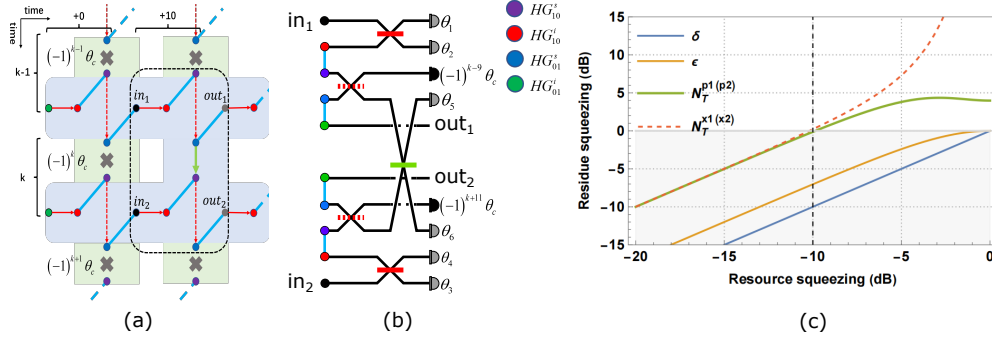 time
+0
+10
time
k-1
(-1)^{k-1} θ_c
in_1
out_1
(-1)^k θ_c
k
in_2
out_2
(-1)^{k+1} θ_c
(a)
in_1
θ_1
θ_2
(-1)^{k-9} θ_c
θ_5
out_1
out_2
(-1)^{k+11} θ_c
θ_6
θ_4
in_2
θ_3
(b)
HG^s_{10}
HG^i_{10}
HG^s_{01}
HG^i_{01}
Residue squeezing (dB)
15
10
5
0
-5
-10
-15
δ
ϵ
N_T^{p1 (p2)}
N_T^{x1 (x2)}
-20
-15
-10
-5
0
Resource squeezing (dB)
(c)